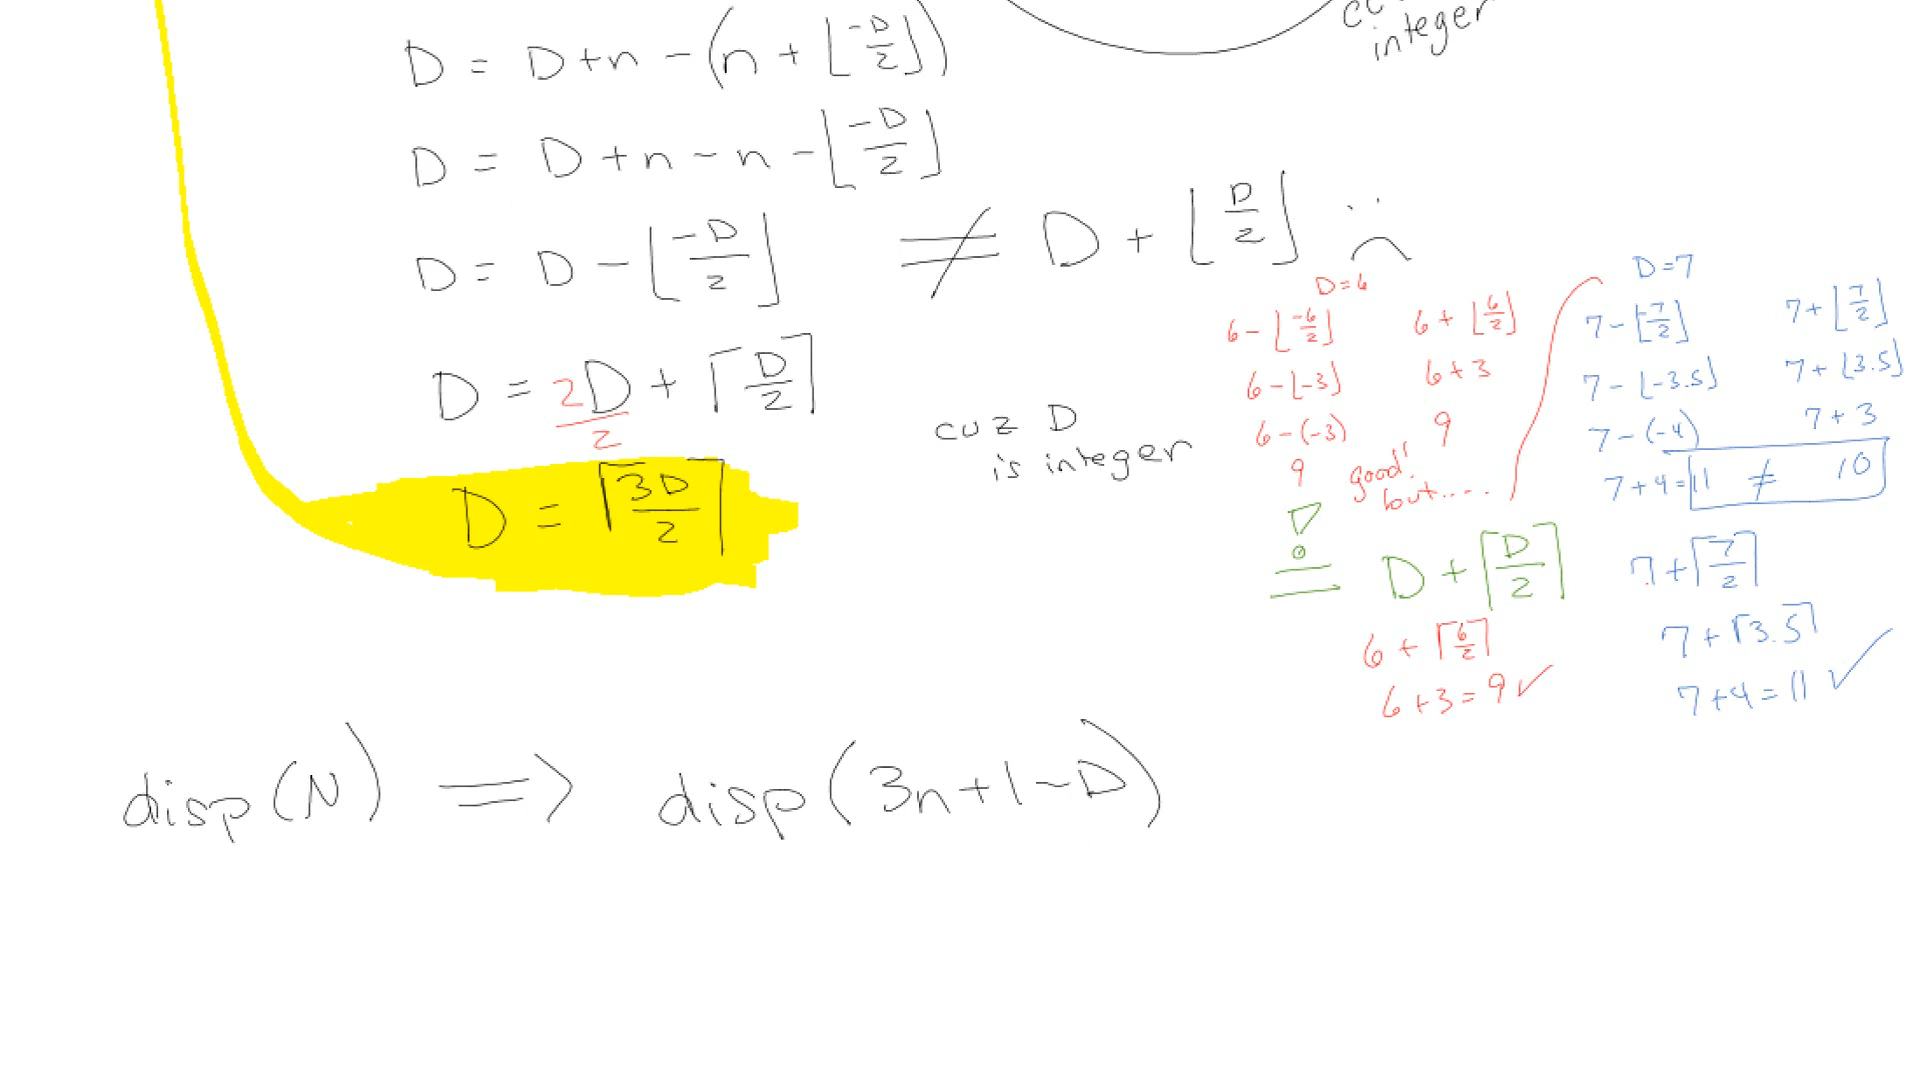 D = D+n - (n + ⌊-D/2⌋)
integer
D = D+n-n-⌊-D/2⌋
D = D - ⌊-D/2⌋ ≠ D + ⌊D/2⌋ :(
D = 2D/2 + ⌈D/2⌉
cuz D
is integer
D = ⌈3D/2⌉
D=6
6-⌊-6/2⌋ 6+⌊6/2⌋
6-⌊-3⌋ 6+3
6-(-3) 9
9 good!
but....
D=7
7-⌊7/2⌋ 7+⌊7/2⌋
7-⌊-3.5⌋ 7+⌊3.5⌋
7-(-4) 7+3
7+4=11 ≠ 10
= D + ⌈D/2⌉
6+⌈6/2⌉
6+3=9✓
7+⌈7/2⌉
7+⌈3.5⌉
7+4=11 ✓
disp(N) => disp(3n+1-D)